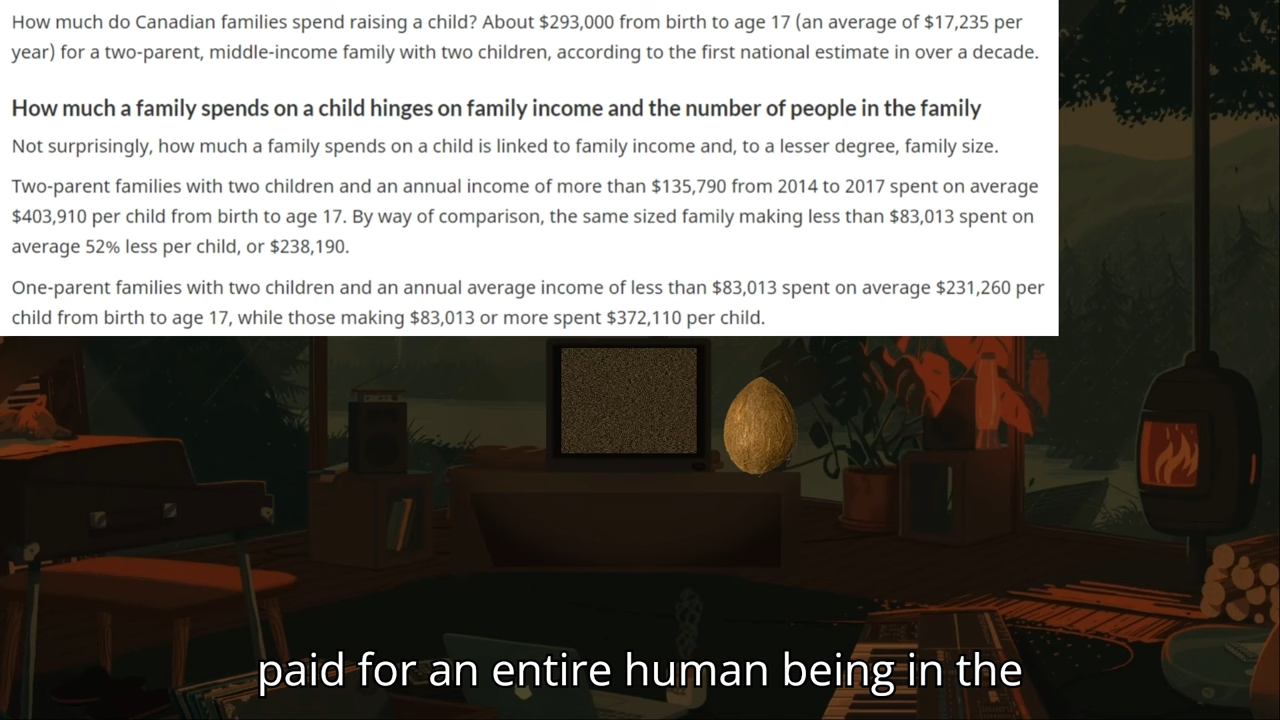 How much do Canadian families spend raising a child? About $293,000 from birth to age 17 (an average of $17,235 per
year) for a two-parent, middle-income family with two children, according to the first national estimate in over a decade.
How much a family spends on a child hinges on family income and the number of people in the family
Not surprisingly, how much a family spends on a child is linked to family income and, to a lesser degree, family size.
Two-parent families with two children and an annual income of more than $135,790 from 2014 to 2017 spent on average
$403,910 per child from birth to age 17. By way of comparison, the same sized family making less than $83,013 spent on
average 52% less per child, or $238,190.
One-parent families with two children and an annual average income of less than $83,013 spent on average $231,260 per
child from birth to age 17, while those making $83,013 or more spent $372,110 per child.
paid for an entire human being in the